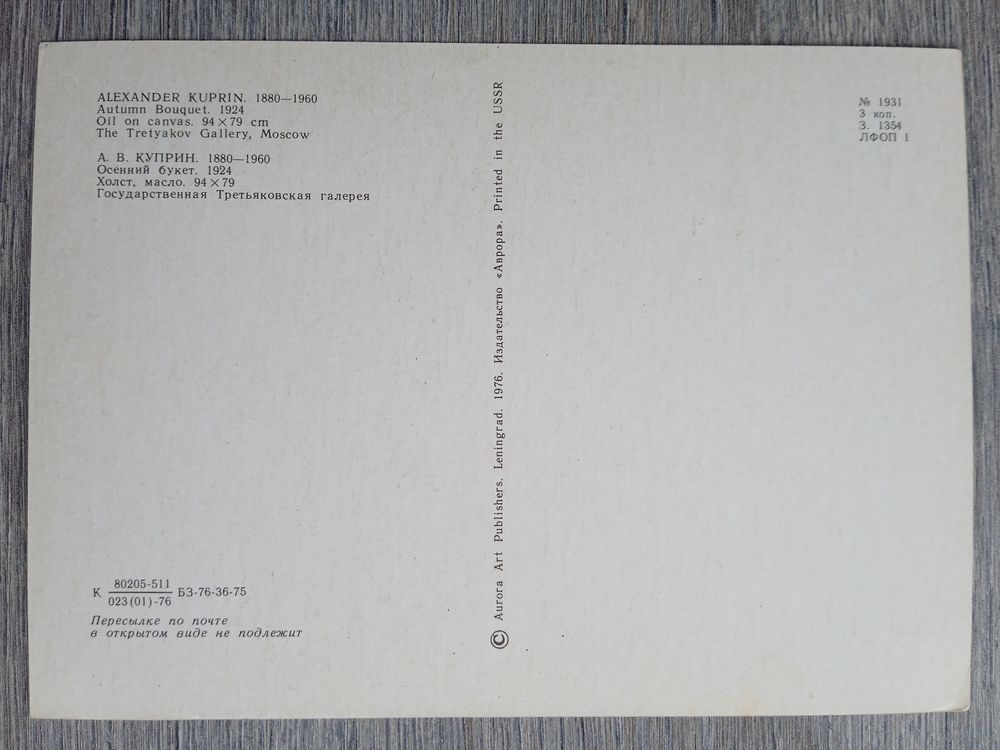 ALEXANDER KUPRIN. 1880—1960
Autumn Bouquet. 1924
Oil on canvas. 94×79 cm
The Tretyakov Gallery, Moscow
А. В. КУПРИН. 1880—1960
Осенний букет. 1924
Холст, масло. 94×79
Государственная Третьяковская галерея
К 80205-511 БЗ-76-36-75
023(01)-76
Пересылке по почте
в открытом виде не подлежит
© Aurora Art Publishers. Leningrad. 1976. Издательство «Аврора». Printed in the USSR
№ 1931
3 коп.
З. 1354
ЛФОП 1